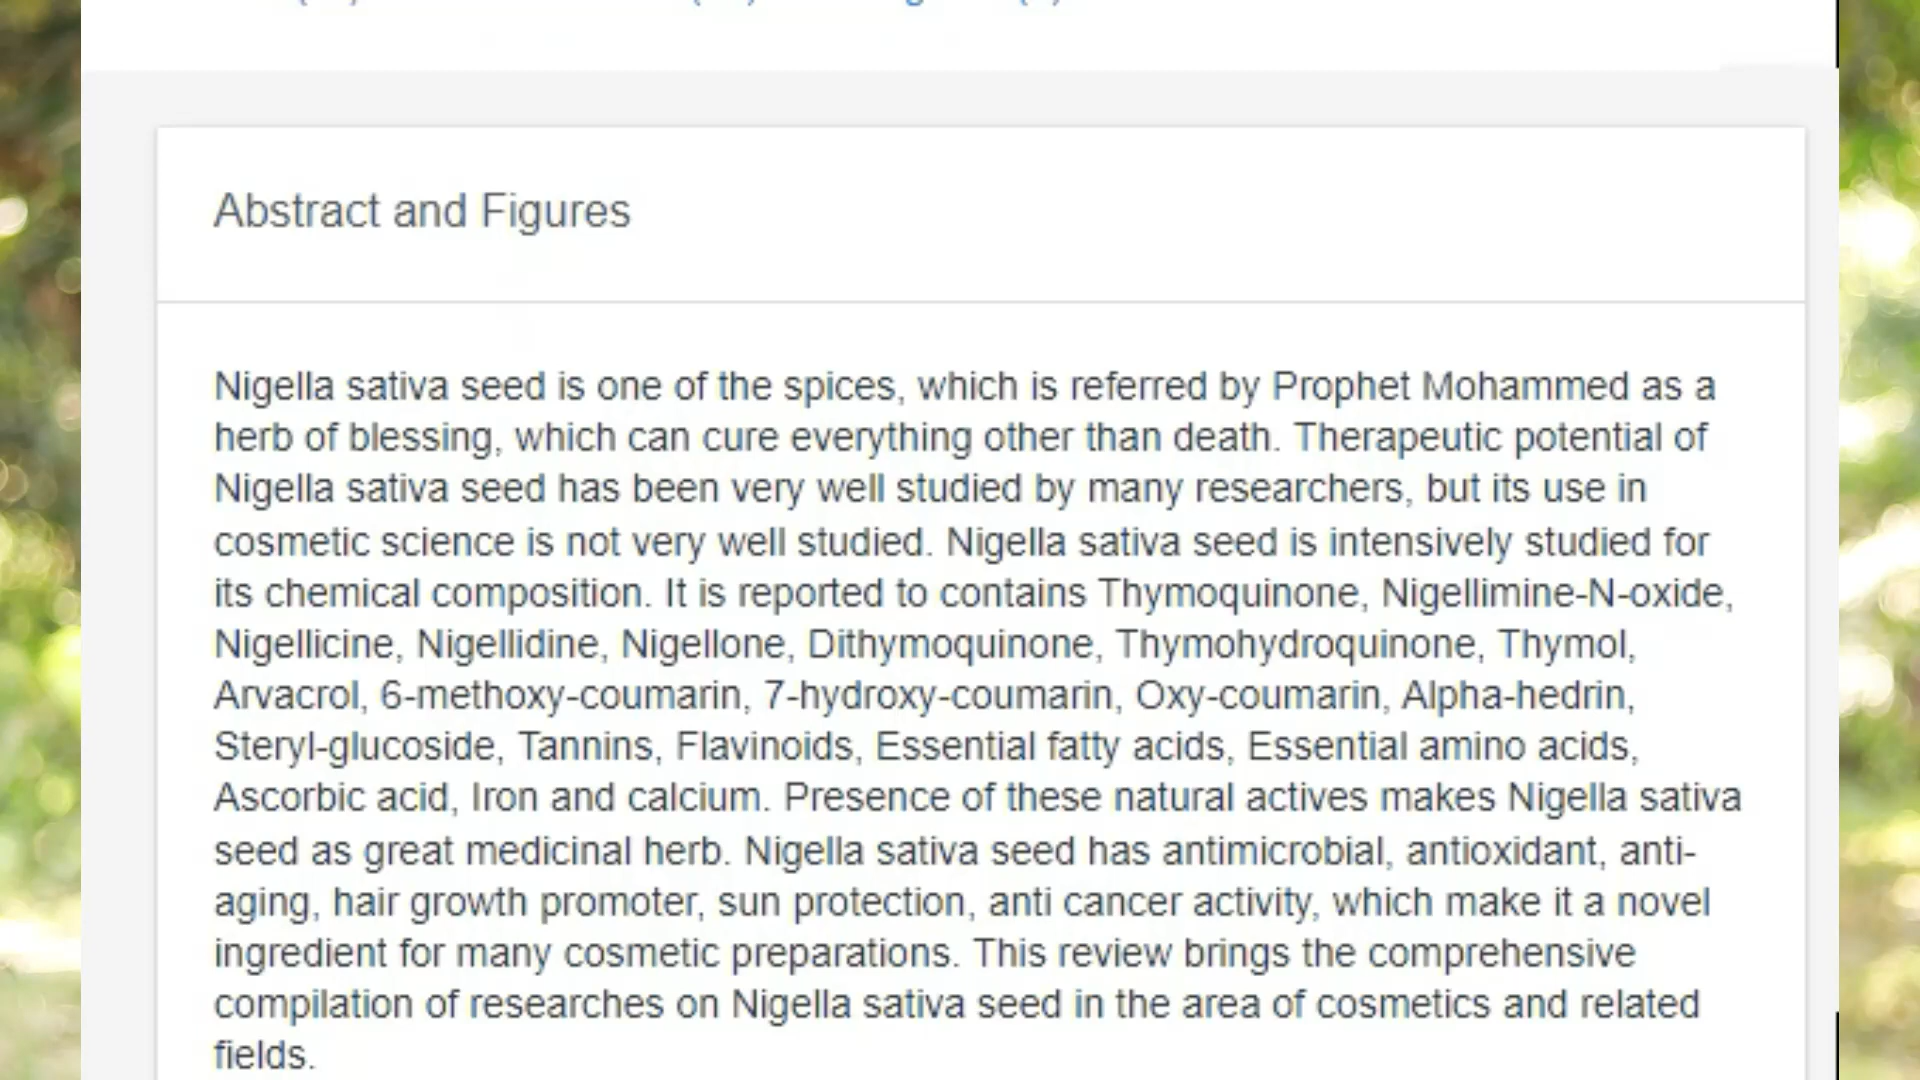 Abstract and Figures
Nigella sativa seed is one of the spices, which is referred by Prophet Mohammed as a
herb of blessing, which can cure everything other than death. Therapeutic potential of
Nigella sativa seed has been very well studied by many researchers, but its use in
cosmetic science is not very well studied. Nigella sativa seed is intensively studied for
its chemical composition. It is reported to contains Thymoquinone, Nigellimine-N-oxide,
Nigellicine, Nigellidine, Nigellone, Dithymoquinone, Thymohydroquinone, Thymol,
Arvacrol, 6-methoxy-coumarin, 7-hydroxy-coumarin, Oxy-coumarin, Alpha-hedrin,
Steryl-glucoside, Tannins, Flavinoids, Essential fatty acids, Essential amino acids,
Ascorbic acid, Iron and calcium. Presence of these natural actives makes Nigella sativa
seed as great medicinal herb. Nigella sativa seed has antimicrobial, antioxidant, anti-
aging, hair growth promoter, sun protection, anti cancer activity, which make it a novel
ingredient for many cosmetic preparations. This review brings the comprehensive
compilation of researches on Nigella sativa seed in the area of cosmetics and related
fields.